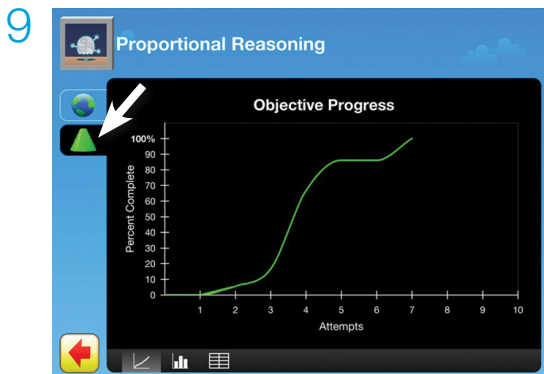 9
Proportional Reasoning
Objective Progress
Percent Complete
100%
90
80
70
60
50
40
30
20
10
0
1 2 3 4 5 6 7 8 9 10
Attempts